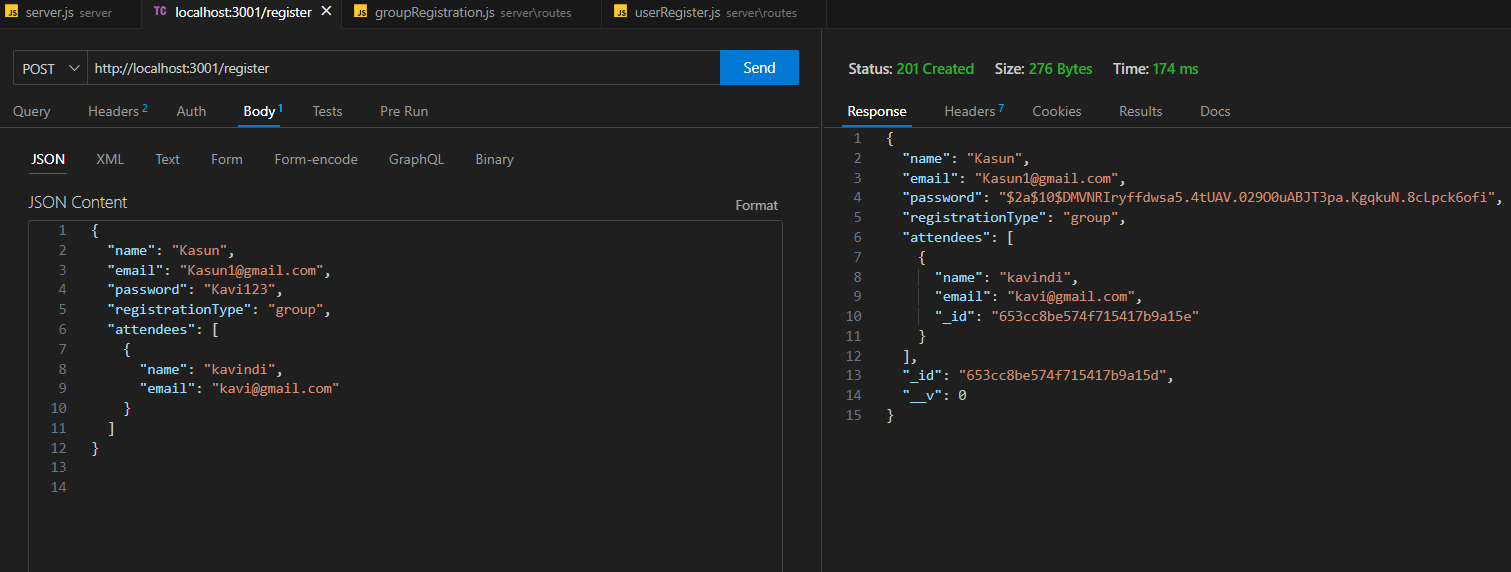 JS server.js server
TC localhost:3001/register ✕
JS groupRegistration.js server\routes
JS userRegister.js server\routes
POST http://localhost:3001/register Send
Query Headers 2 Auth Body 1 Tests Pre Run
JSON XML Text Form Form-encode GraphQL Binary
JSON Content Format
1 {
2 "name": "Kasun",
3 "email": "Kasun1@gmail.com",
4 "password": "Kavi123",
5 "registrationType": "group",
6 "attendees": [
7 {
8 "name": "kavindi",
9 "email": "kavi@gmail.com"
10 }
11 ]
12 }
13
14
Status: 201 Created Size: 276 Bytes Time: 174 ms
Response Headers 7 Cookies Results Docs
1 {
2 "name": "Kasun",
3 "email": "Kasun1@gmail.com",
4 "password": "$2a$10$DMVNRIryffdwsa5.4tUAV.029O0uABJT3pa.KgqkuN.8cLpck6ofi",
5 "registrationType": "group",
6 "attendees": [
7 {
8 "name": "kavindi",
9 "email": "kavi@gmail.com",
10 "_id": "653cc8be574f715417b9a15e"
11 }
12 ],
13 "_id": "653cc8be574f715417b9a15d",
14 "__v": 0
15 }